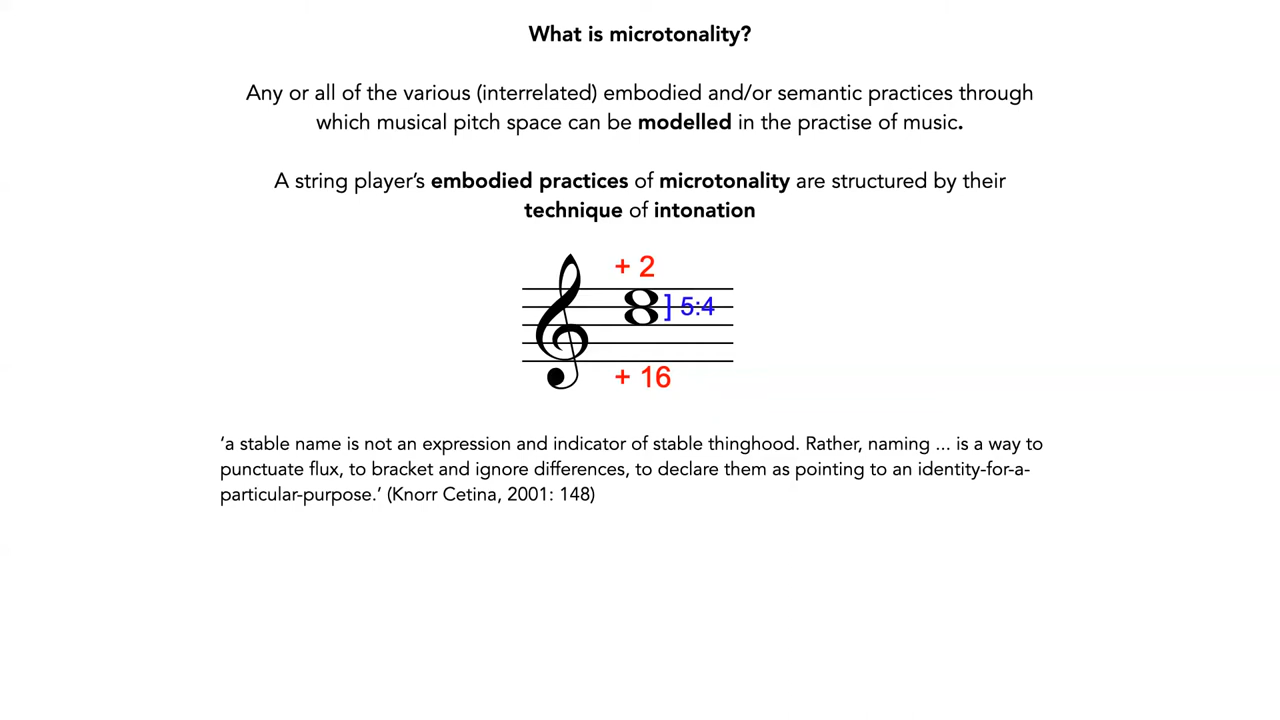 What is microtonality?
Any or all of the various (interrelated) embodied and/or semantic practices through
which musical pitch space can be modelled in the practise of music.
A string player’s embodied practices of microtonality are structured by their
technique of intonation
+ 2
] 5:4
+ 16
‘a stable name is not an expression and indicator of stable thinghood. Rather, naming ... is a way to
punctuate flux, to bracket and ignore differences, to declare them as pointing to an identity-for-a-
particular-purpose.’ (Knorr Cetina, 2001: 148)